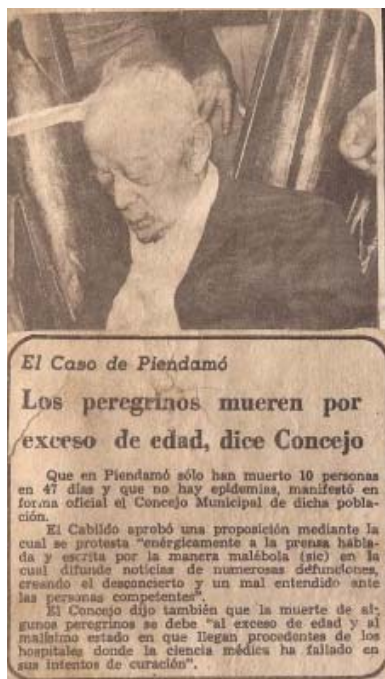 El Caso de Piendamó
Los peregrinos mueren por
exceso de edad, dice Concejo
Que en Piendamó sólo han muerto 10 personas
en 47 días y que no hay epidemias, manifestó en
forma oficial el Concejo Municipal de dicha pobla-
ción.
El Cabildo aprobó una proposición mediante la
cual se protesta "enérgicamente a la prensa habla-
da y escrita por la manera malébola (sic) en la
cual difunde noticias de numerosas defunciones,
creando el desconcierto y un mal entendido ante
las personas competentes".
El Concejo dijo también que la muerte de al-
gunos peregrinos se debe "al exceso de edad y al
malísimo estado en que llegan procedentes de los
hospitales donde la ciencia médica ha fallado en
sus intentos de curación".